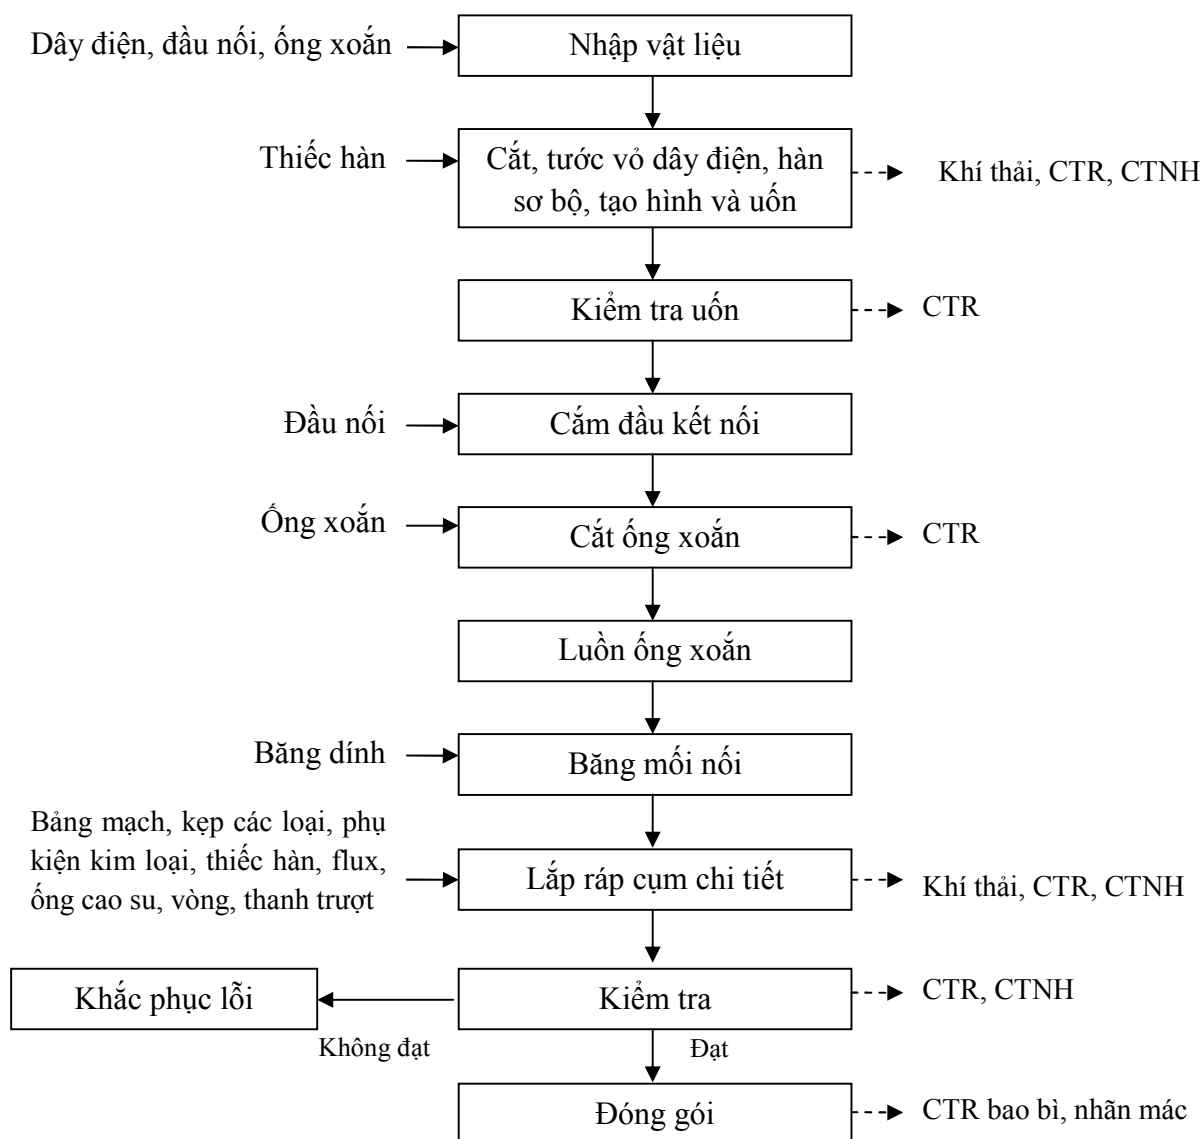 Dây điện, đầu nối, ống xoắn
Nhập vật liệu
Thiếc hàn
Cắt, tước vỏ dây điện, hàn
sơ bộ, tạo hình và uốn
Khí thải, CTR, CTNH
Kiểm tra uốn
CTR
Đầu nối
Cắm đầu kết nối
Ống xoắn
Cắt ống xoắn
CTR
Luồn ống xoắn
Băng dính
Băng mối nối
Bảng mạch, kẹp các loại, phụ
kiện kim loại, thiếc hàn, flux,
ống cao su, vòng, thanh trượt
Lắp ráp cụm chi tiết
Khí thải, CTR, CTNH
Khắc phục lỗi
Kiểm tra
CTR, CTNH
Không đạt
Đạt
Đóng gói
CTR bao bì, nhãn mác